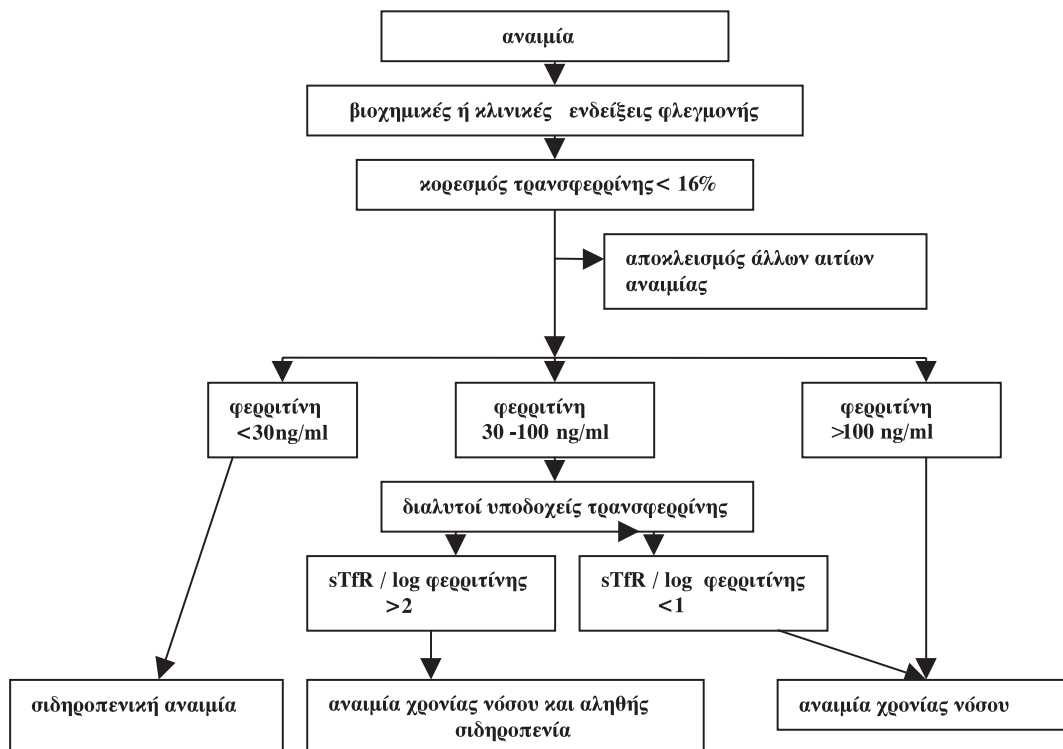 αναιμία
βιοχημικές ή κλινικές ενδείξεις φλεγμονής
κορεσμός τρανσφερρίνης < 16%
αποκλεισμός άλλων αιτίων
αναιμίας
φερριτίνη
<30ng/ml
φερριτίνη
30 -100 ng/ml
φερριτίνη
>100 ng/ml
διαλυτοί υποδοχείς τρανσφερρίνης
sTfR / log φερριτίνης
>2
sTfR / log φερριτίνης
<1
σιδηροπενική αναιμία
αναιμία χρονίας νόσου και αληθής
σιδηροπενία
αναιμία χρονίας νόσου